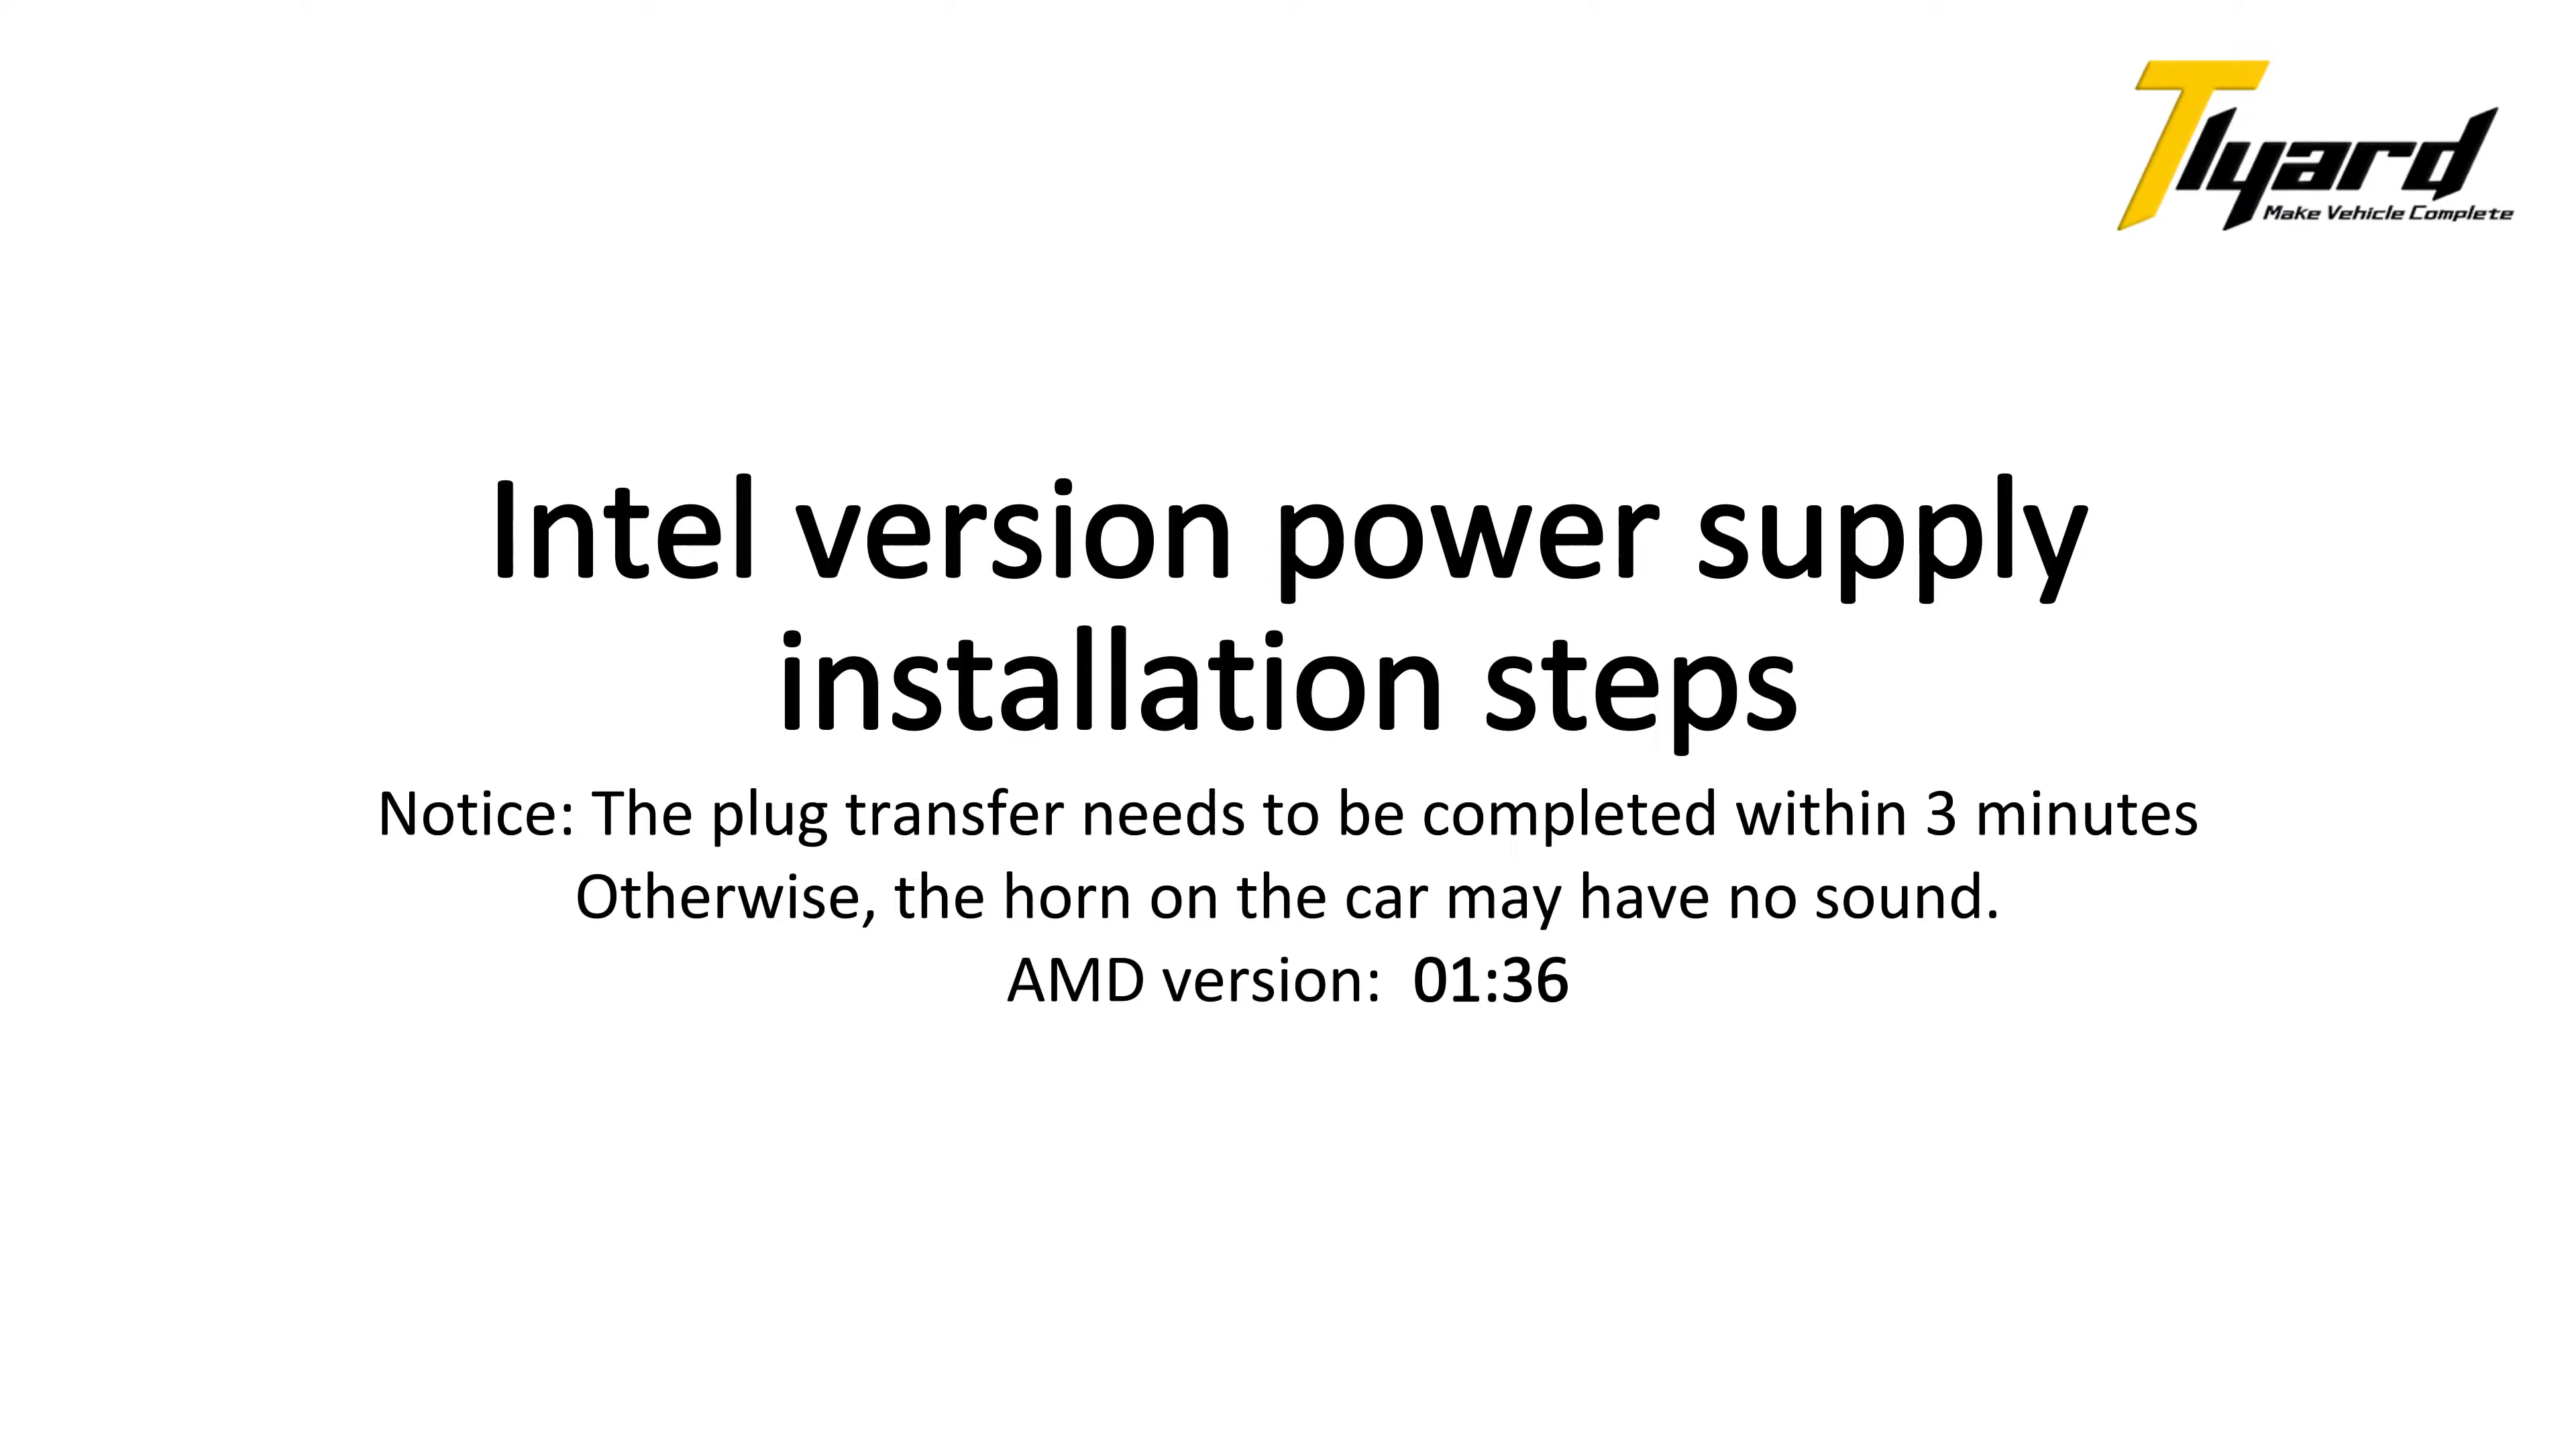 Tlyard
Make Vehicle Complete
Intel version power supply
installation steps
Notice: The plug transfer needs to be completed within 3 minutes
Otherwise, the horn on the car may have no sound.
AMD version: 01:36